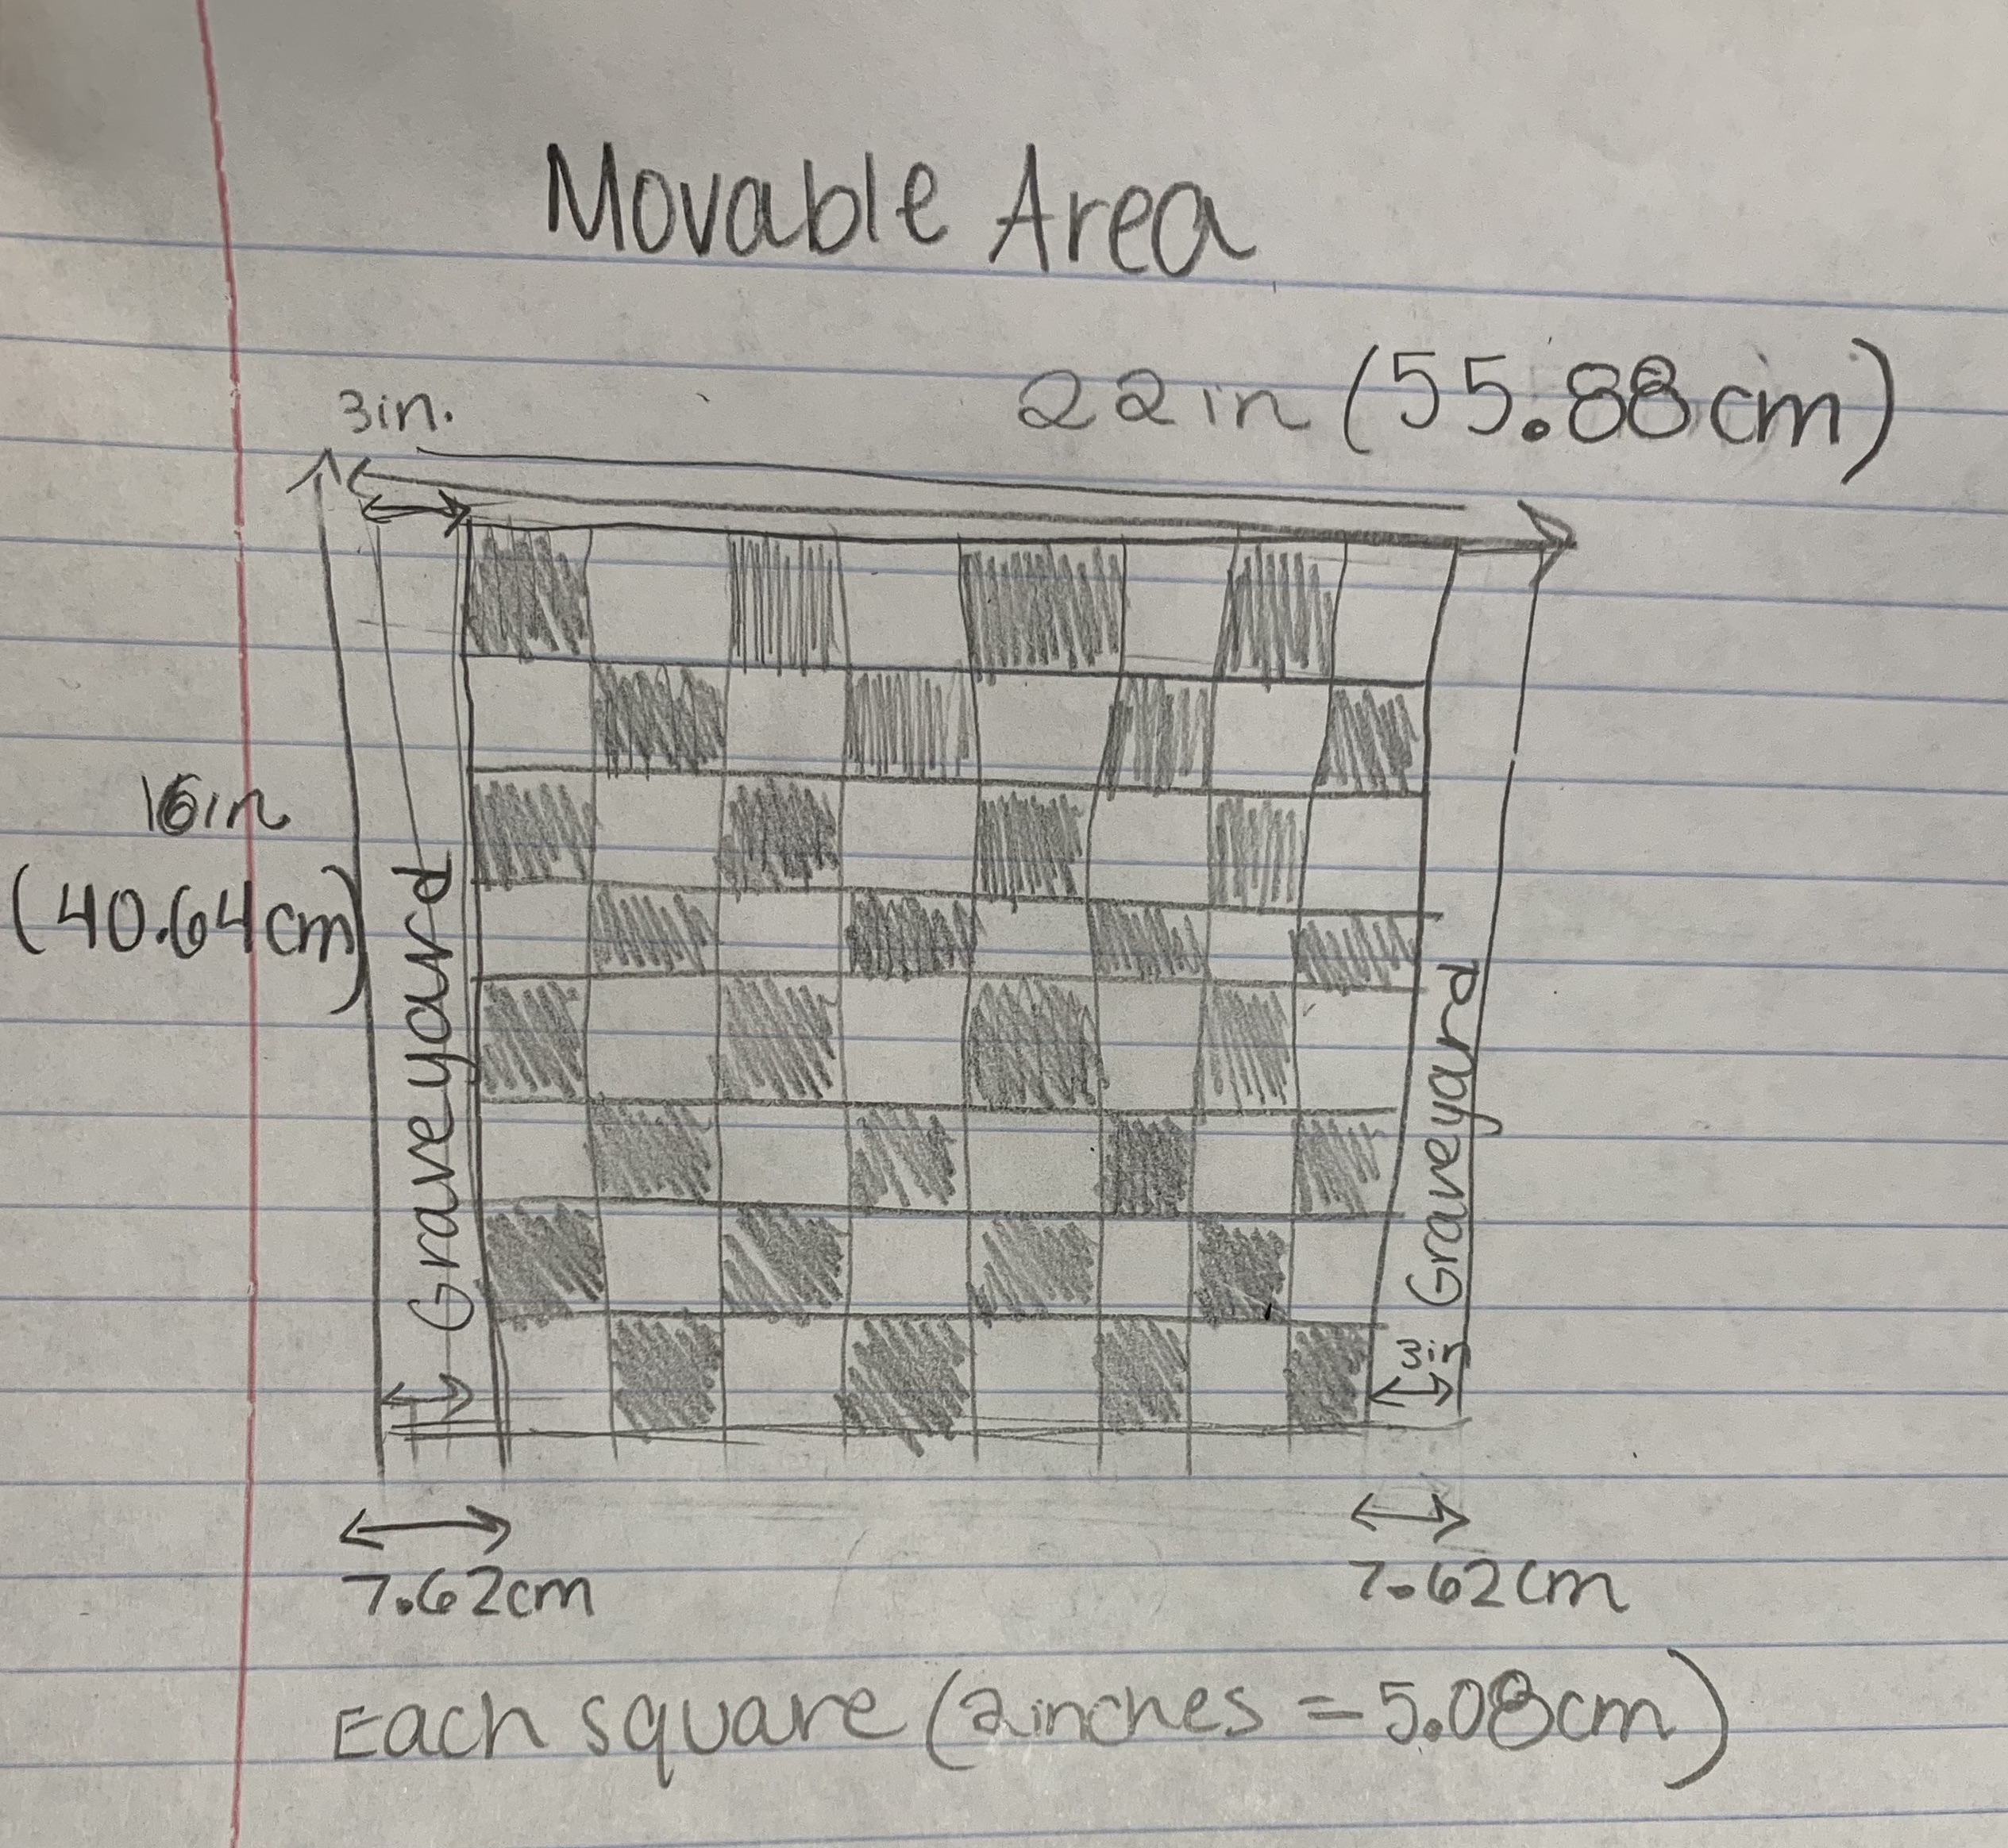 Movable Area
22in (55.88cm)
3in.
16in
(40.64cm)
Graveyard
Graveyard
3in
7.62cm
7.62cm
Each square (2inches = 5.08cm)